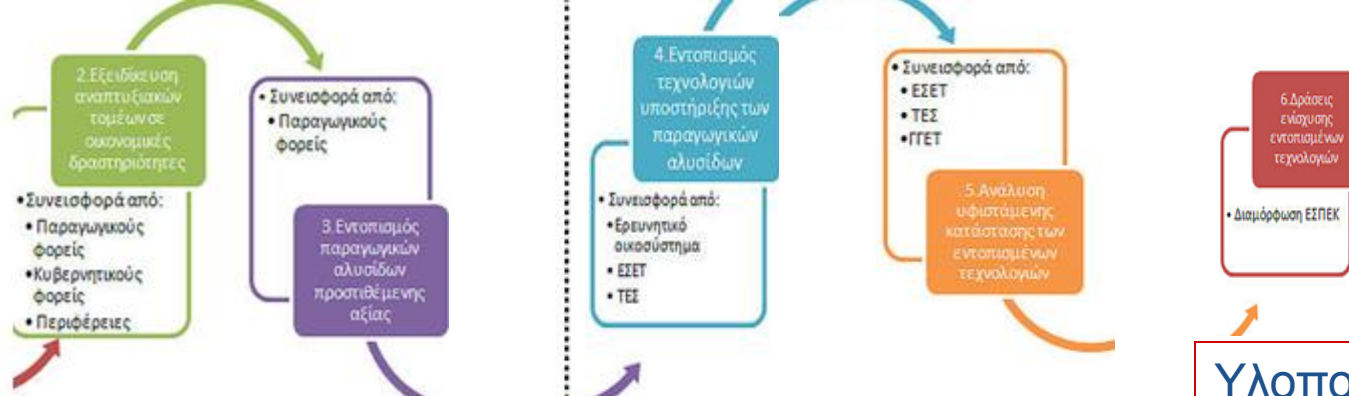 2.Εξειδίκευση
αναπτυξιακών
τομέων σε
οικονομικές
δραστηριότητες
•Συνεισφορά από:
• Παραγωγικούς
φορείς
•Κυβερνητικούς
φορείς
• Περιφέρειες
• Συνεισφορά από:
• Παραγωγικούς
φορείς
3.Εντοπισμός
παραγωγικών
αλυσίδων
προστιθέμενης
αξίας
4.Εντοπισμός
τεχνολογιών
υποστήριξης των
παραγωγικών
αλυσίδων
• Συνεισφορά από:
•Ερευνητικό
οικοσύστημα
• ΕΣΕΤ
• ΤΕΣ
• Συνεισφορά από:
• ΕΣΕΤ
• ΤΕΣ
•ΓΓΕΤ
5.Ανάλυση
υφιστάμενης
κατάστασης των
εντοπισμένων
τεχνολογιών
6.Δράσεις
ενίσχυσης
εντοπισμένων
τεχνολογιών
• Διαμόρφωση ΕΣΠΕΚ